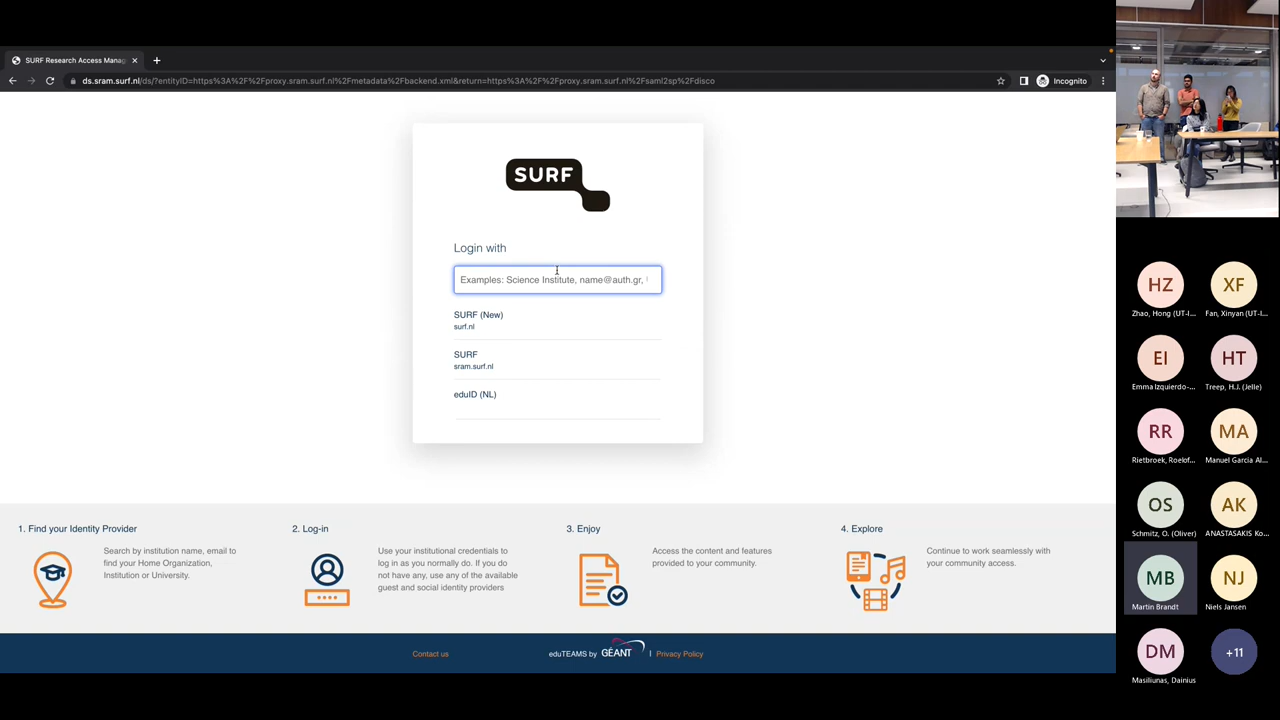 SURF Research Access Manag
Incognito
ds.sram.surf.nl/ds/?entityID=https%3A%2F%2Fproxy.sram.surf.nl%2Fmetadata%2Fbackend.xml&return=https%3A%2F%2Fproxy.sram.surf.nl%2Fsaml2sp%2Fdisco
SURF
Login with
Examples: Science Institute, name@auth.gr,
SURF (New)
surf.nl
SURF
sram.surf.nl
eduID (NL)
1. Find your Identity Provider
Search by institution name, email to
find your Home Organization,
Institution or University.
2. Log-in
Use your institutional credentials to
log in as you normally do. If you do
not have any, use any of the available
guest and social identity providers
3. Enjoy
Access the content and features
provided to your community.
4. Explore
Continue to work seamlessly with
your community access.
Contact us
eduTEAMS by GÉANT | Privacy Policy
HZ
Zhao, Hong (UT-I...
XF
Fan, Xinyan (UT-I...
EI
Emma Izquierdo-...
HT
Treep, H.J. (Jelle)
RR
Rietbroek, Roelof...
MA
Manuel Garcia Al...
OS
Schmitz, O. (Oliver)
AK
ANASTASAKIS Ko...
MB
Martin Brandt
NJ
Niels Jansen
DM
Masiliunas, Dainius
+11